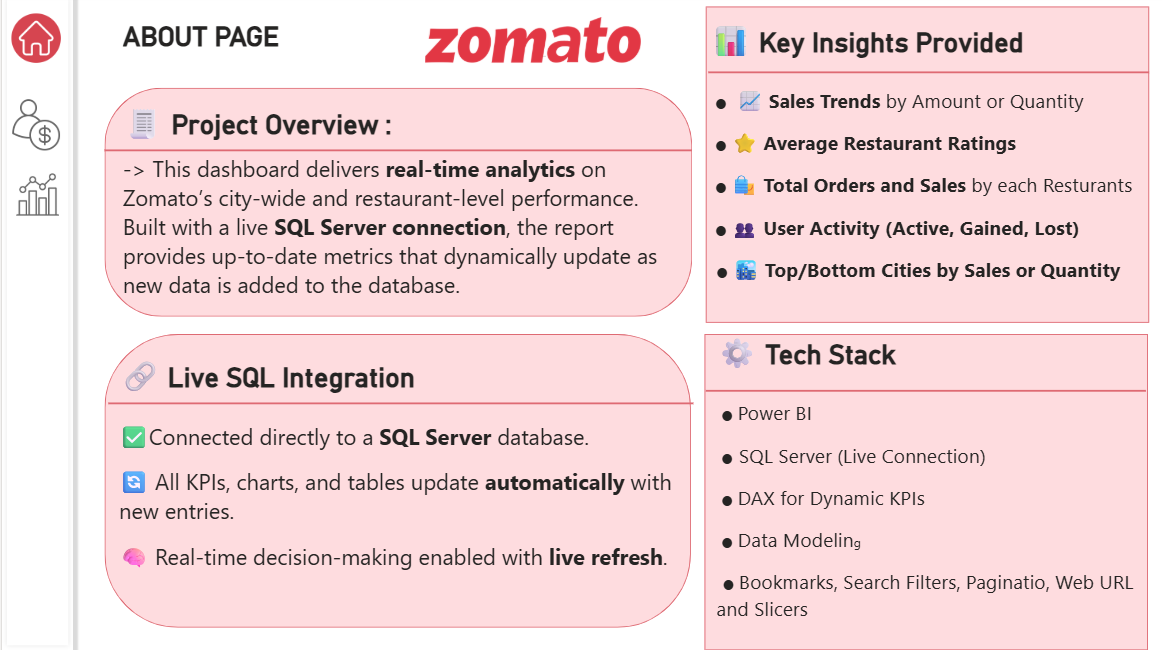 ABOUT PAGE
zomato
Project Overview :
-> This dashboard delivers real-time analytics on
Zomato’s city-wide and restaurant-level performance.
Built with a live SQL Server connection, the report
provides up-to-date metrics that dynamically update as
new data is added to the database.
Live SQL Integration
Connected directly to a SQL Server database.
All KPIs, charts, and tables update automatically with
new entries.
Real-time decision-making enabled with live refresh.
Key Insights Provided
● Sales Trends by Amount or Quantity
● Average Restaurant Ratings
● Total Orders and Sales by each Resturants
● User Activity (Active, Gained, Lost)
● Top/Bottom Cities by Sales or Quantity
Tech Stack
● Power BI
● SQL Server (Live Connection)
● DAX for Dynamic KPIs
● Data Modeling
● Bookmarks, Search Filters, Paginatio, Web URL
and Slicers